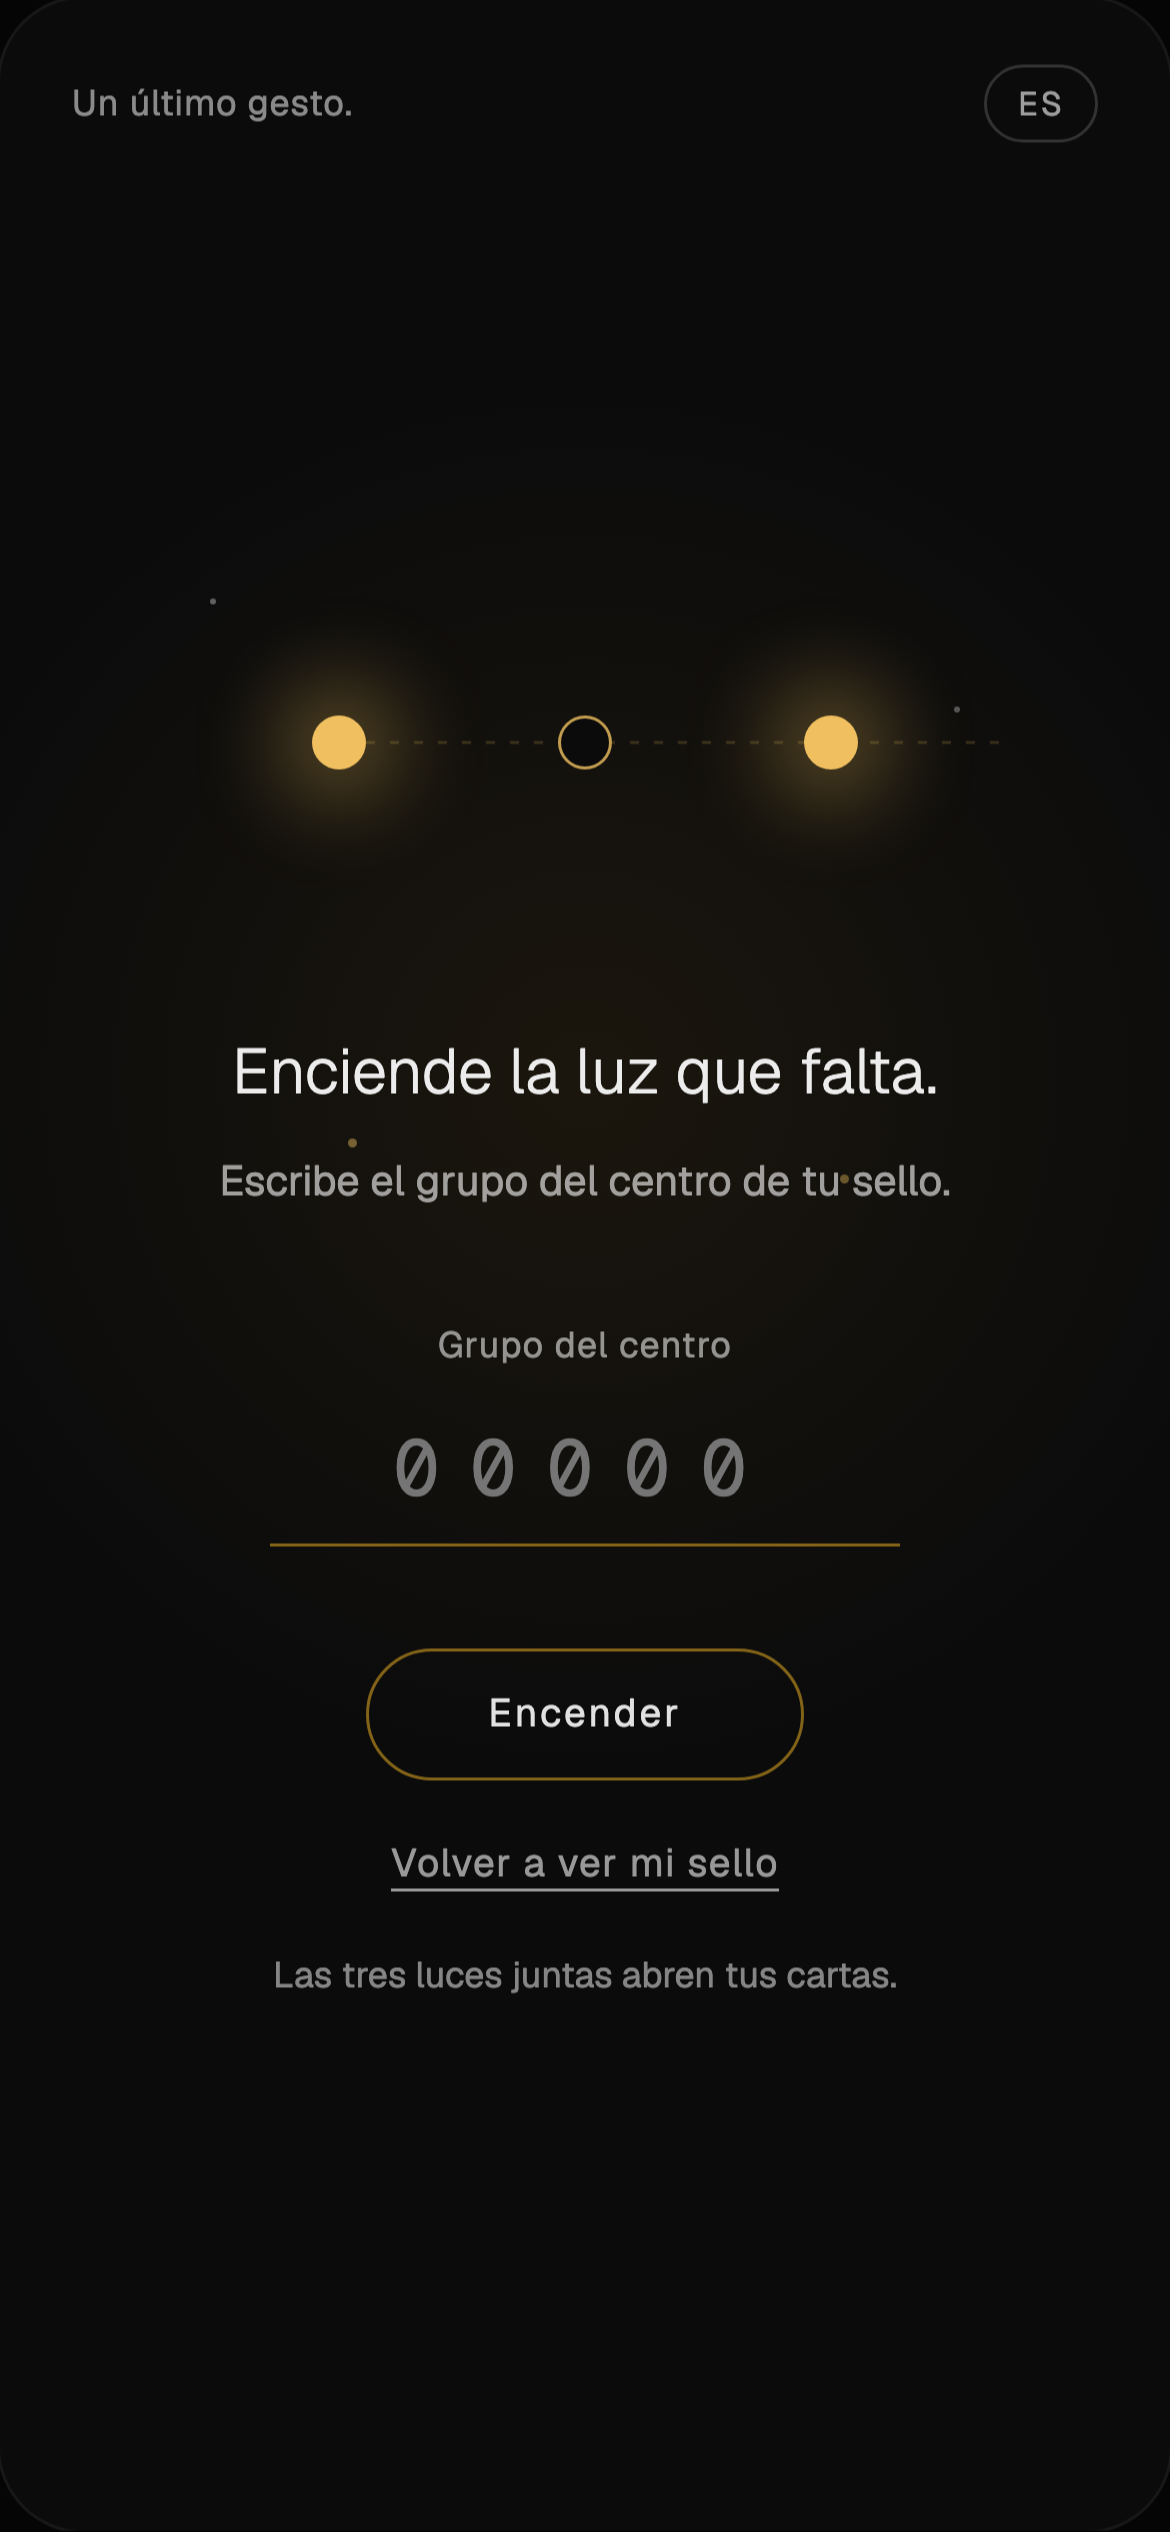 Un último gesto.
ES
Enciende la luz que falta.
Escribe el grupo del centro de tu sello.
Grupo del centro
00000
Encender
Volver a ver mi sello
Las tres luces juntas abren tus cartas.